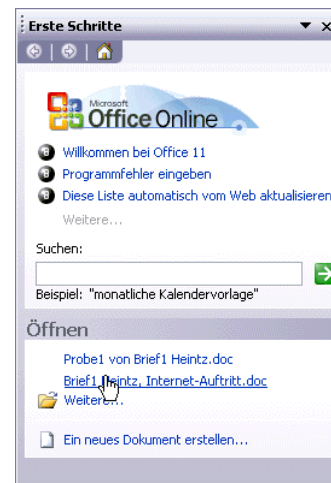 Erste Schritte
Microsoft
Office Online
Willkommen bei Office 11
Programmfehler eingeben
Diese Liste automatisch vom Web aktualisieren
Weitere...
Suchen:
Beispiel: "monatliche Kalendervorlage"
Öffnen
Probe1 von Brief1 Heintz.doc
Brief1 Heintz, Internet-Auftritt.doc
Weitere...
Ein neues Dokument erstellen...